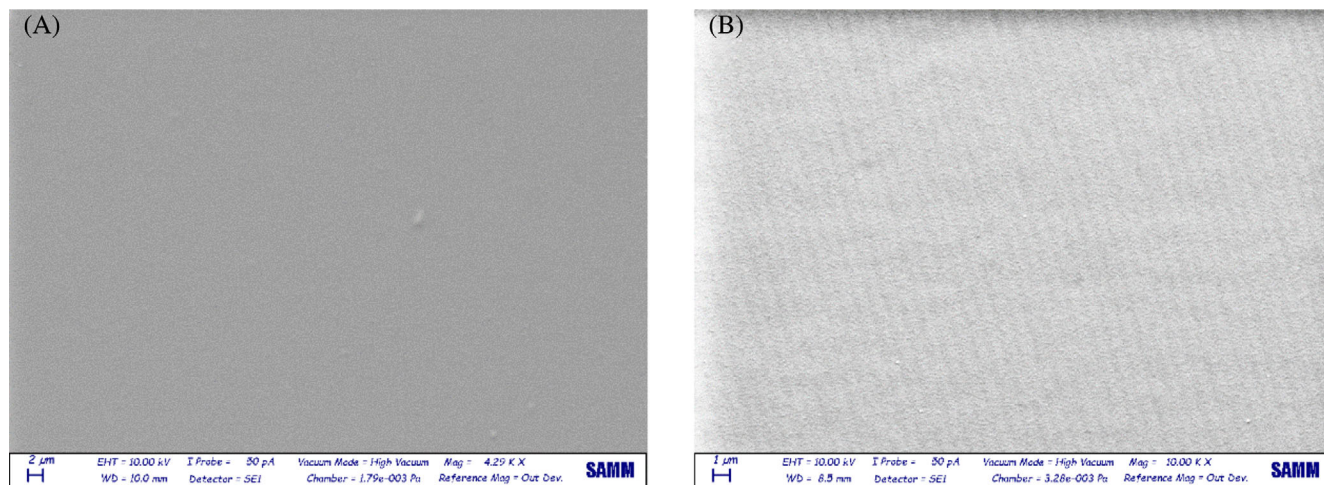 (A)
2 µm EHT = 10.00 kV I Probe = 50 pA Vacuum Mode = High Vacuum Mag = 4.29 K X
WD = 10.0 mm Detector = SE1 Chamber = 1.79e-003 Pa Reference Mag = Out Dev.
SAMM
(B)
1 µm EHT = 10.00 kV I Probe = 50 pA Vacuum Mode = High Vacuum Mag = 10.00 K X
WD = 8.5 mm Detector = SE1 Chamber = 3.28e-003 Pa Reference Mag = Out Dev.
SAMM